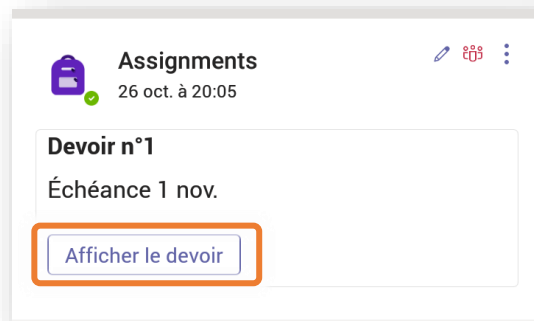 Assignments
26 oct. à 20:05
Devoir n°1
Échéance 1 nov.
Afficher le devoir